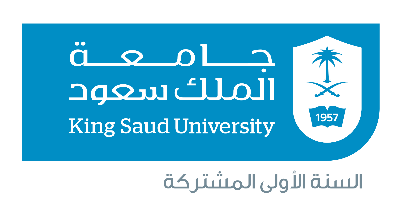 جامعة
الملك سعود
King Saud University
1957
السنة الأولى المشتركة